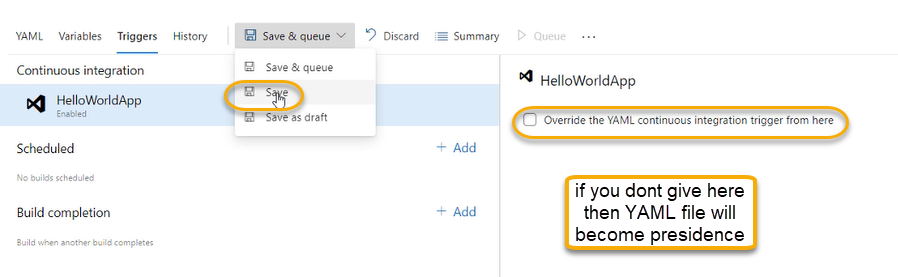 YAML Variables Triggers History Save & queue Discard Summary Queue ...
Save & queue
Save
Save as draft
Continuous integration
HelloWorldApp
Enabled
Scheduled
+ Add
No builds scheduled
Build completion
+ Add
Build when another build completes
HelloWorldApp
Override the YAML continuous integration trigger from here
if you dont give here
then YAML file will
become presidence